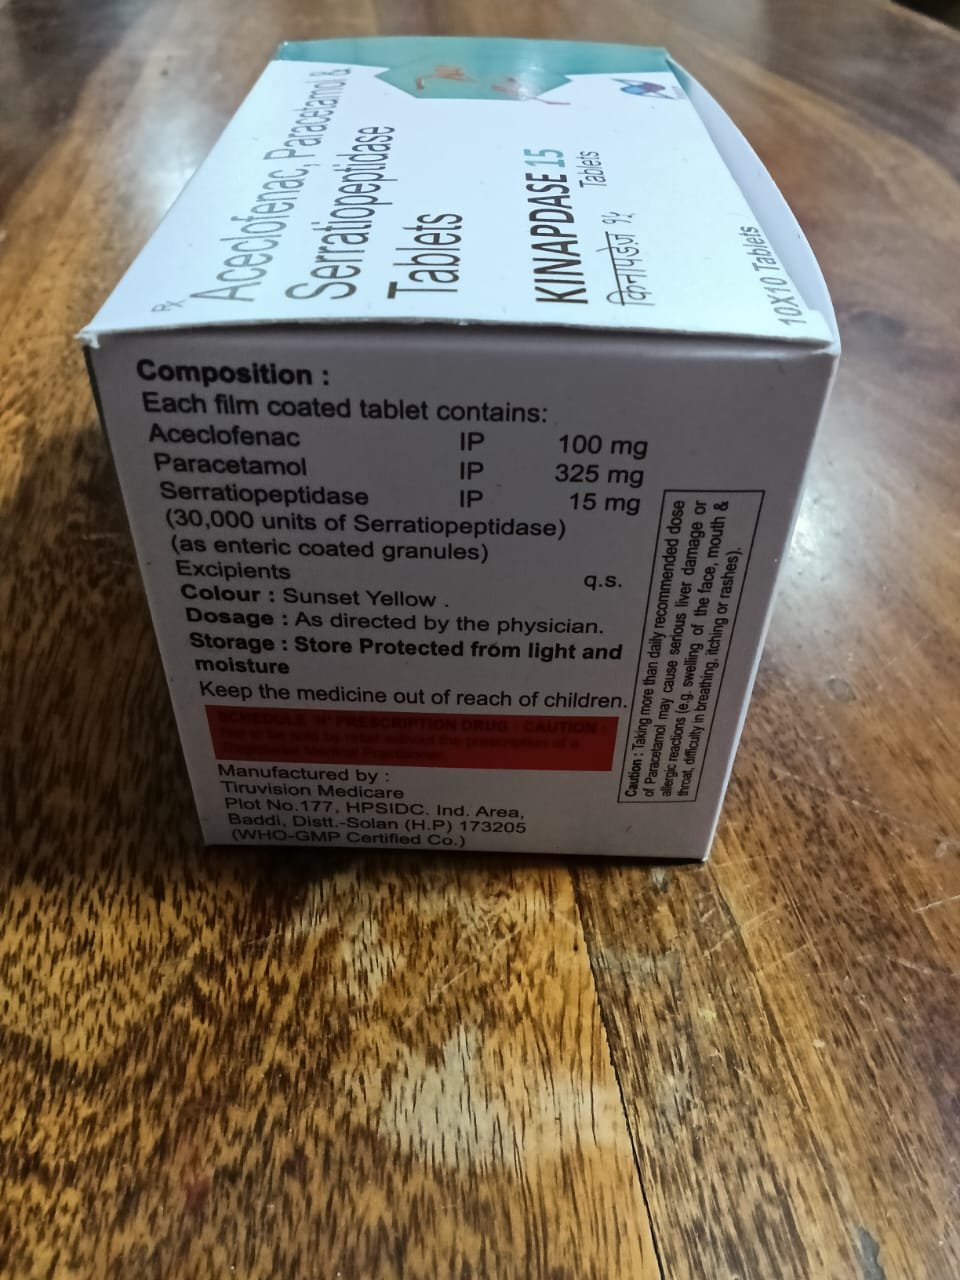 Rx
Aceclofenac, Paracetamol &
Serratiopeptidase
Tablets
KINAPDASE 15
Tablets
किनापडेज़ १५
10X10 Tablets
Composition :
Each film coated tablet contains:
Aceclofenac IP 100 mg
Paracetamol IP 325 mg
Serratiopeptidase IP 15 mg
(30,000 units of Serratiopeptidase)
(as enteric coated granules)
Excipients q.s.
Colour : Sunset Yellow .
Dosage : As directed by the physician.
Storage : Store Protected from light and
moisture
Keep the medicine out of reach of children.
SCHEDULE 'H' PRESCRIPTION DRUG - CAUTION
by retail without the prescription of a
Medical
Manufactured by :
Tiruvision Medicare
Plot No.177, HPSIDC. Ind. Area,
Baddi, Distt.-Solan (H.P) 173205
(WHO-GMP Certified Co.)
Caution : Taking more than daily recommended dose
of Paracetamol may cause serious liver damage or
allergic reactions (e.g. swelling of the face, mouth &
throat, difficulty in breathing, itching or rashes).